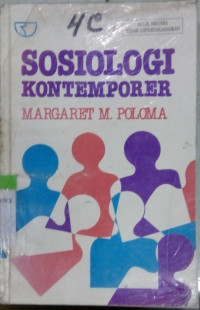 4C
SOSIOLOGI
KONTEMPORER
MARGARET M. POLOMA